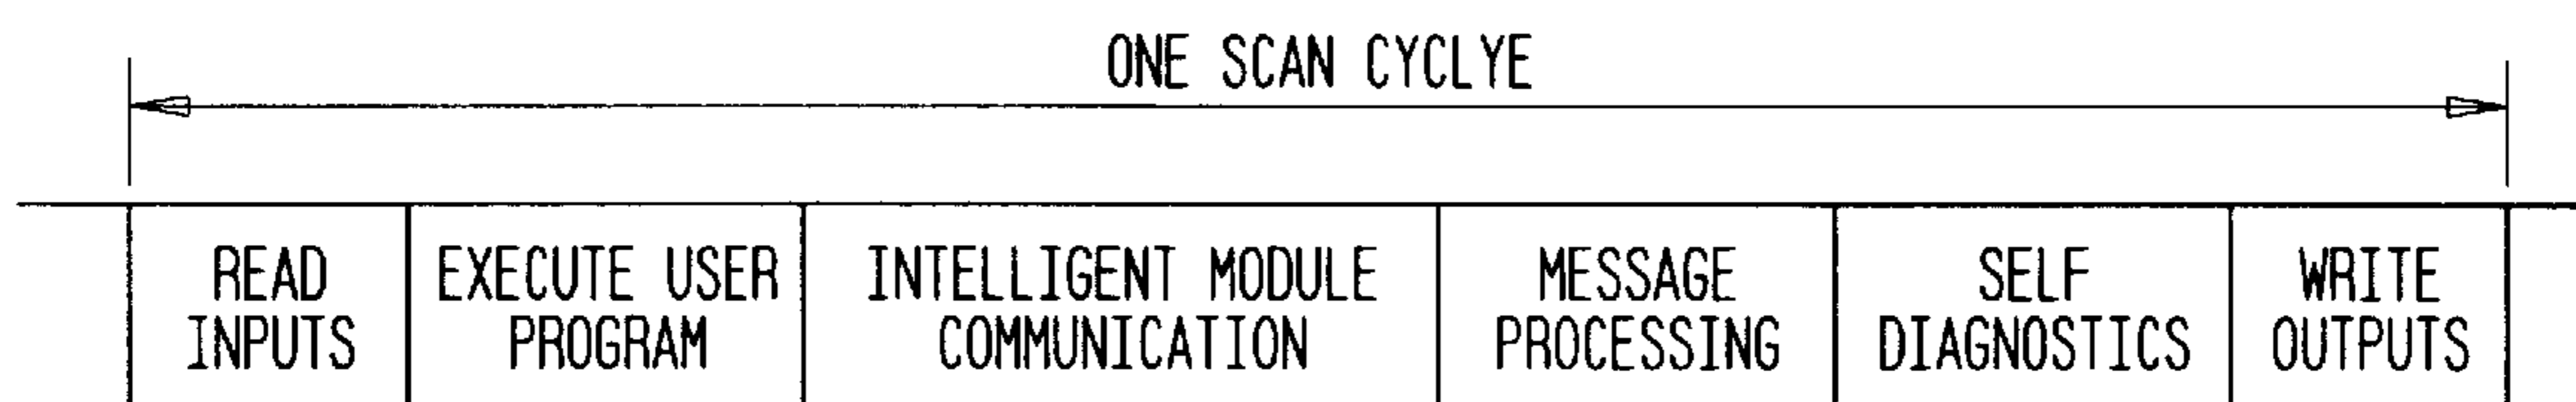 ONE SCAN CYCLYE
READ
INPUTS
EXECUTE USER
PROGRAM
INTELLIGENT MODULE
COMMUNICATION
MESSAGE
PROCESSING
SELF
DIAGNOSTICS
WRITE
OUTPUTS